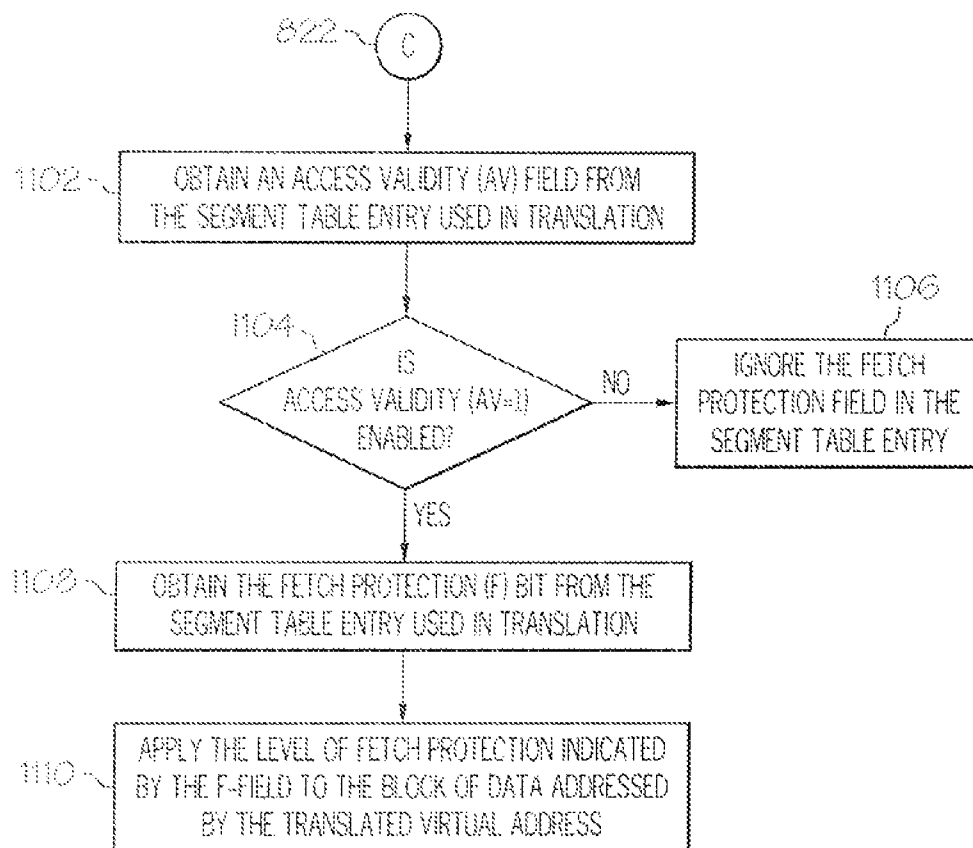 822
C
1102
OBTAIN AN ACCESS VALIDITY (AV) FIELD FROM
THE SEGMENT TABLE ENTRY USED IN TRANSLATION
1104
IS
ACCESS VALIDITY (AV=1)
ENABLED?
NO
1106
IGNORE THE FETCH
PROTECTION FIELD IN THE
SEGMENT TABLE ENTRY
YES
1108
OBTAIN THE FETCH PROTECTION (F) BIT FROM THE
SEGMENT TABLE ENTRY USED IN TRANSLATION
1110
APPLY THE LEVEL OF FETCH PROTECTION INDICATED
BY THE F-FIELD TO THE BLOCK OF DATA ADDRESSED
BY THE TRANSLATED VIRTUAL ADDRESS